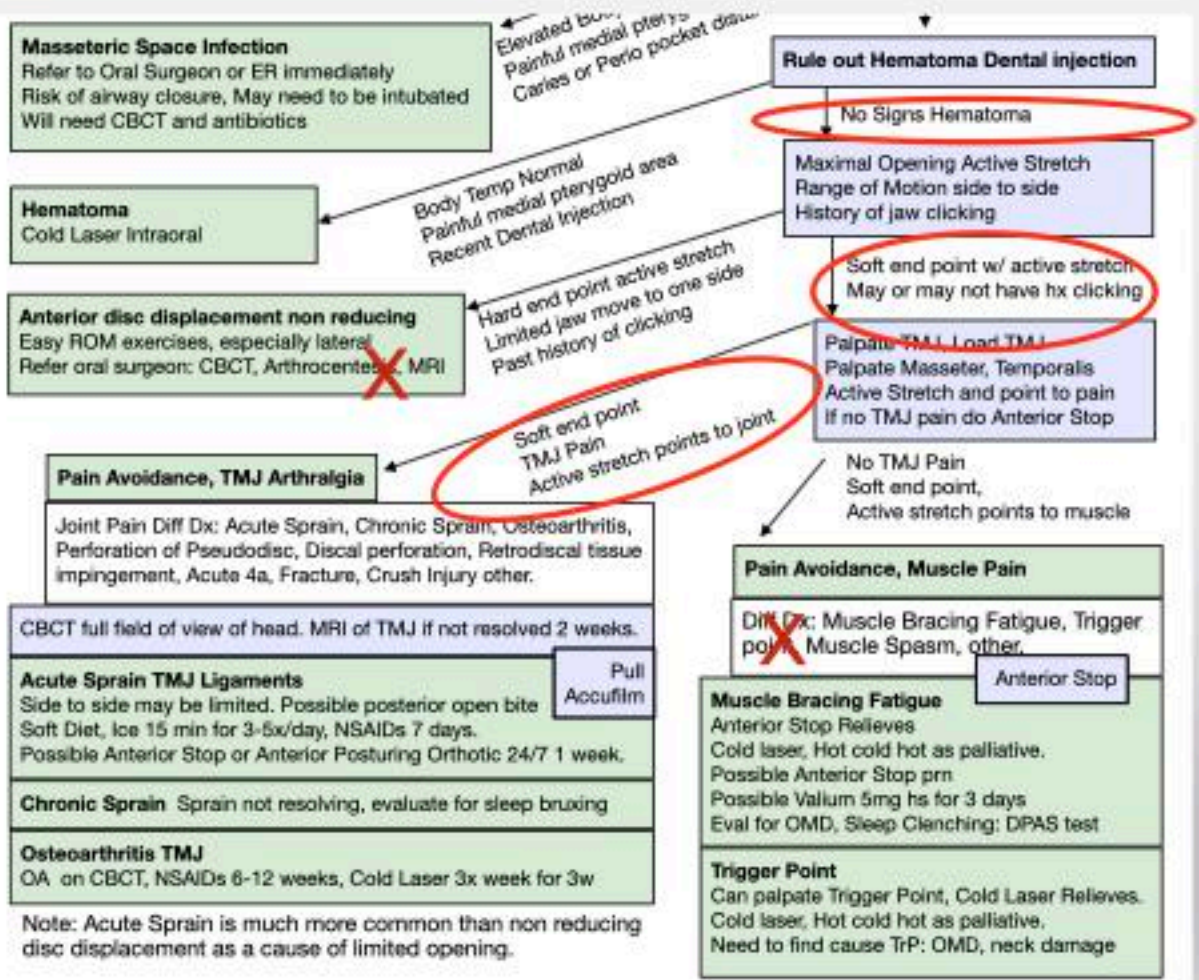 Elevated Body
Painful medial pteryg
Caries or Perio pocket distal
Masseteric Space Infection
Refer to Oral Surgeon or ER immediately
Risk of airway closure, May need to be intubated
Will need CBCT and antibiotics
Rule out Hematoma Dental injection
No Signs Hematoma
Maximal Opening Active Stretch
Range of Motion side to side
History of jaw clicking
Body Temp Normal
Painful medial pterygoid area
Recent Dental Injection
Hematoma
Cold Laser Intraoral
Soft end point w/ active stretch
May or may not have hx clicking
Hard end point active stretch
Limited jaw move to one side
Past history of clicking
Anterior disc displacement non reducing
Easy ROM exercises, especially lateral
Refer oral surgeon: CBCT, Arthrocentesis, MRI
Palpate TMJ, Load TMJ
Palpate Masseter, Temporalis
Active Stretch and point to pain
If no TMJ pain do Anterior Stop
Soft end point
TMJ Pain
Active stretch points to joint
No TMJ Pain
Soft end point,
Active stretch points to muscle
Pain Avoidance, TMJ Arthralgia
Joint Pain Diff Dx: Acute Sprain, Chronic Sprain, Osteoarthritis,
Perforation of Pseudodisc, Discal perforation, Retrodiscal tissue
impingement, Acute 4a, Fracture, Crush Injury other.
CBCT full field of view of head. MRI of TMJ if not resolved 2 weeks.
Pull
Accufilm
Acute Sprain TMJ Ligaments
Side to side may be limited. Possible posterior open bite
Soft Diet, Ice 15 min for 3-5x/day, NSAIDs 7 days.
Possible Anterior Stop or Anterior Posturing Orthotic 24/7 1 week.
Chronic Sprain Sprain not resolving, evaluate for sleep bruxing
Osteoarthritis TMJ
OA on CBCT, NSAIDs 6-12 weeks, Cold Laser 3x week for 3w
Note: Acute Sprain is much more common than non reducing
disc displacement as a cause of limited opening.
Pain Avoidance, Muscle Pain
Diff Dx: Muscle Bracing Fatigue, Trigger
point, Muscle Spasm, other,
Anterior Stop
Muscle Bracing Fatigue
Anterior Stop Relieves
Cold laser, Hot cold hot as palliative.
Possible Anterior Stop prn
Possible Valium 5mg hs for 3 days
Eval for OMD, Sleep Clenching: DPAS test
Trigger Point
Can palpate Trigger Point, Cold Laser Relieves.
Cold laser, Hot cold hot as palliative.
Need to find cause TrP: OMD, neck damage